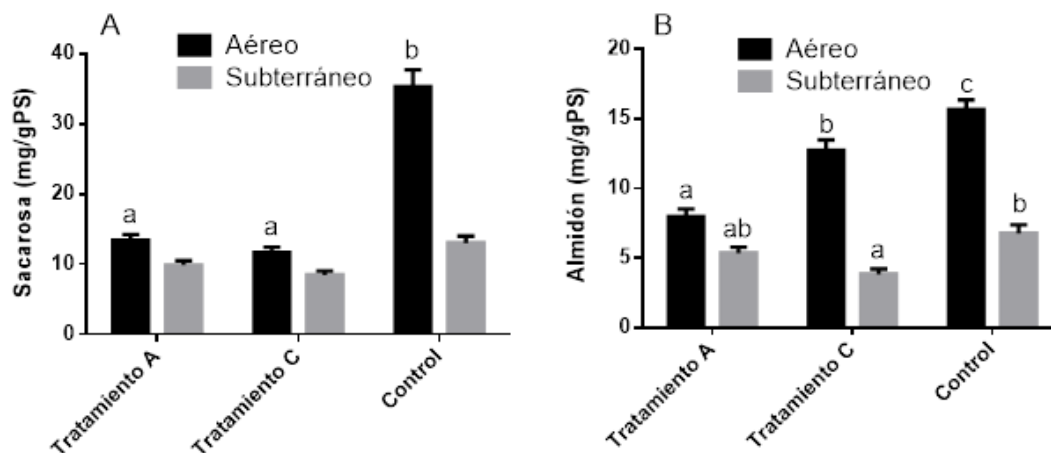 A
Aéreo
Subterráneo
Sacarosa (mg/gPS)
40
30
20
10
0
a
a
b
Tratamiento A
Tratamiento C
Control
B
Aéreo
Subterráneo
Almidón (mg/gPS)
20
15
10
5
0
a
ab
b
a
c
b
Tratamiento A
Tratamiento C
Control